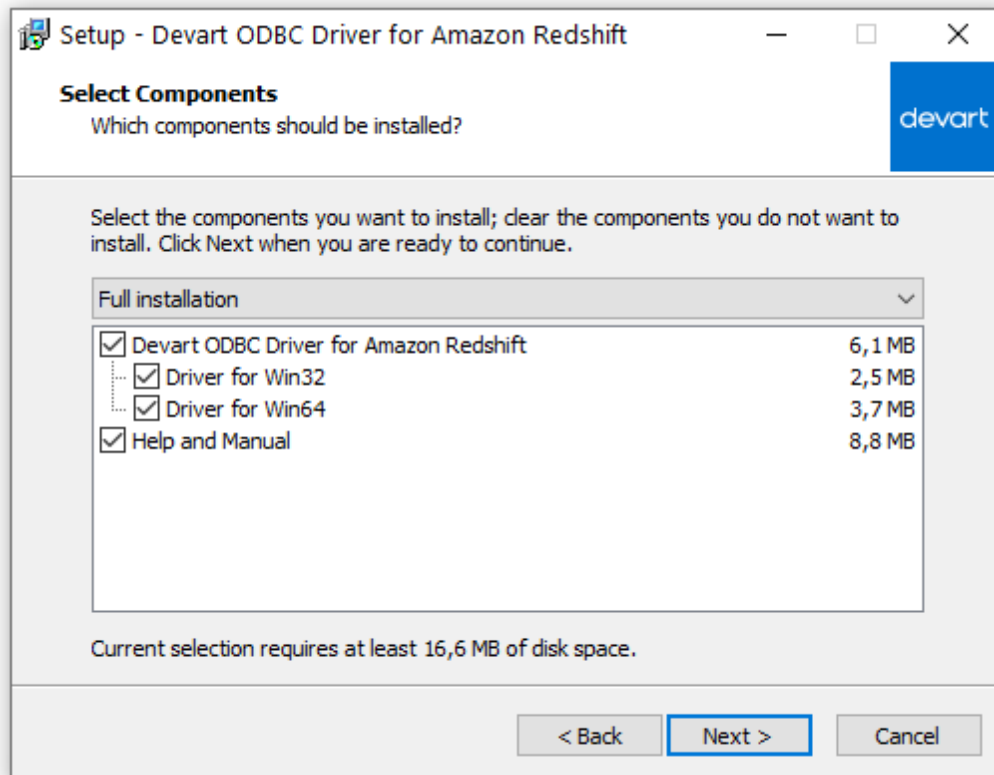 Setup - Devart ODBC Driver for Amazon Redshift
Select Components
Which components should be installed?
devart
Select the components you want to install; clear the components you do not want to
install. Click Next when you are ready to continue.
Full installation
Devart ODBC Driver for Amazon Redshift 6,1 MB
Driver for Win32 2,5 MB
Driver for Win64 3,7 MB
Help and Manual 8,8 MB
Current selection requires at least 16,6 MB of disk space.
< Back Next > Cancel